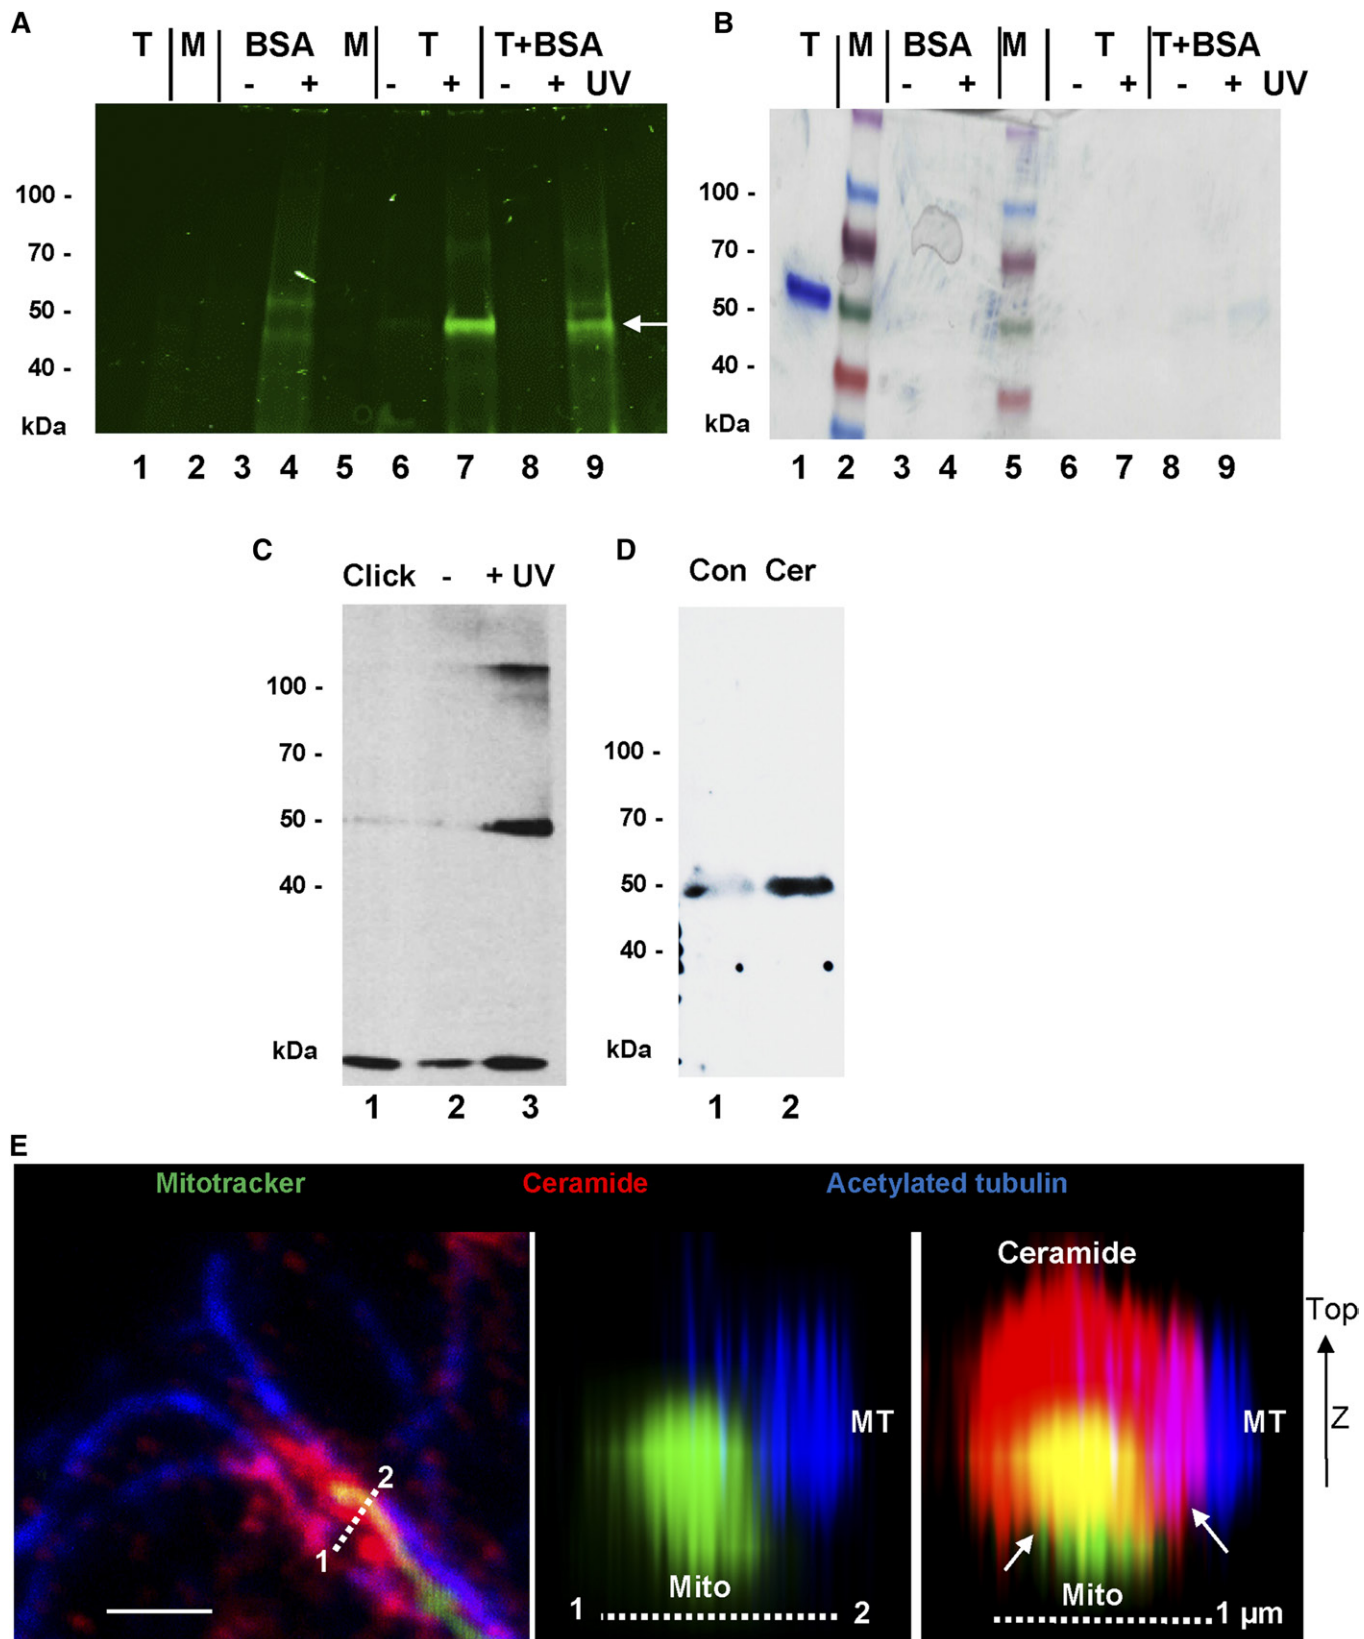 A
T M BSA M T T+BSA
- + - + - + UV
100 -
70 -
50 -
40 -
kDa
1 2 3 4 5 6 7 8 9
B
T M BSA M T T+BSA
- + - + - + UV
100 -
70 -
50 -
40 -
kDa
1 2 3 4 5 6 7 8 9
C
Click - + UV
100 -
70 -
50 -
40 -
kDa
1 2 3
D
Con Cer
100 -
70 -
50 -
40 -
kDa
1 2
E
Mitotracker Ceramide Acetylated tubulin
2
1
MT
Mito
1 2
Ceramide
MT
Mito
1 µm
Top
Z